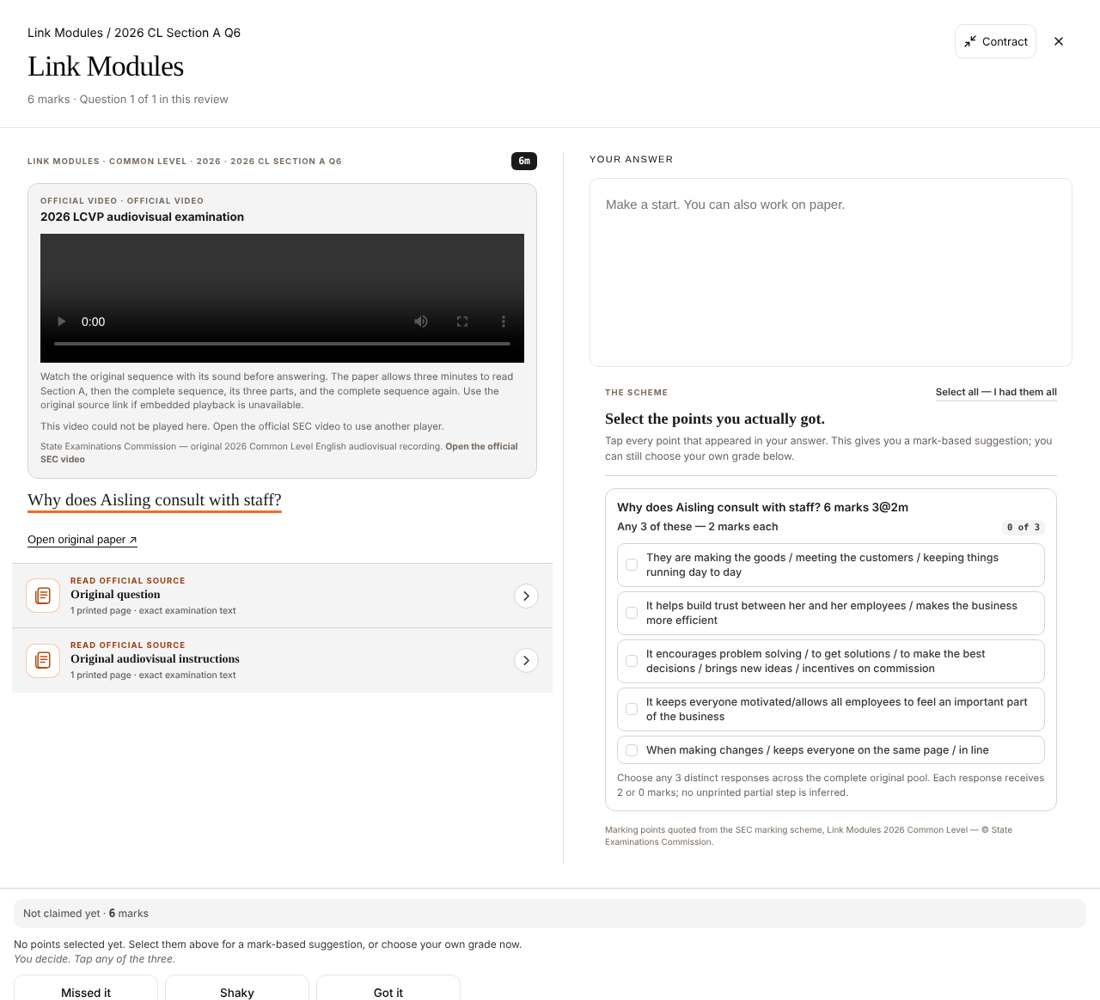 Link Modules / 2026 CL Section A Q6
Link Modules
6 marks · Question 1 of 1 in this review
Contract
LINK MODULES · COMMON LEVEL · 2026 · 2026 CL SECTION A Q6
6m
OFFICIAL VIDEO · OFFICIAL VIDEO
2026 LCVP audiovisual examination
0:00
Watch the original sequence with its sound before answering. The paper allows three minutes to read
Section A, then the complete sequence, its three parts, and the complete sequence again. Use the
original source link if embedded playback is unavailable.
This video could not be played here. Open the official SEC video to use another player.
State Examinations Commission — original 2026 Common Level English audiovisual recording. Open the official
SEC video
Why does Aisling consult with staff?
Open original paper ↗
READ OFFICIAL SOURCE
Original question
1 printed page · exact examination text
READ OFFICIAL SOURCE
Original audiovisual instructions
1 printed page · exact examination text
YOUR ANSWER
Make a start. You can also work on paper.
THE SCHEME
Select all — I had them all
Select the points you actually got.
Tap every point that appeared in your answer. This gives you a mark-based suggestion; you
can still choose your own grade below.
Why does Aisling consult with staff? 6 marks 3@2m
Any 3 of these — 2 marks each
0 of 3
They are making the goods / meeting the customers / keeping things
running day to day
It helps build trust between her and her employees / makes the business
more efficient
It encourages problem solving / to get solutions / to make the best
decisions / brings new ideas / incentives on commission
It keeps everyone motivated/allows all employees to feel an important part
of the business
When making changes / keeps everyone on the same page / in line
Choose any 3 distinct responses across the complete original pool. Each response receives
2 or 0 marks; no unprinted partial step is inferred.
Marking points quoted from the SEC marking scheme, Link Modules 2026 Common Level — © State
Examinations Commission.
Not claimed yet · 6 marks
No points selected yet. Select them above for a mark-based suggestion, or choose your own grade now.
You decide. Tap any of the three.
Missed it
Shaky
Got it